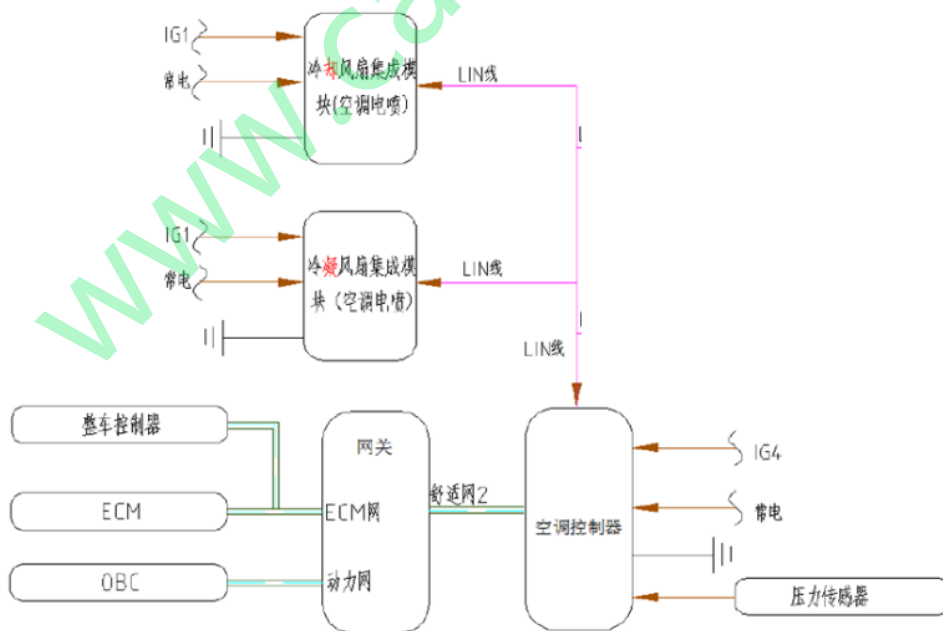 IG1
常电
冷却风扇集成模
块(空调电喷)
LIN线
IG1
常电
冷凝风扇集成模
块（空调电喷）
LIN线
LIN线
整车控制器
网关
IG4
ECM
ECM网
舒适网2
空调控制器
常电
OBC
动力网
压力传感器